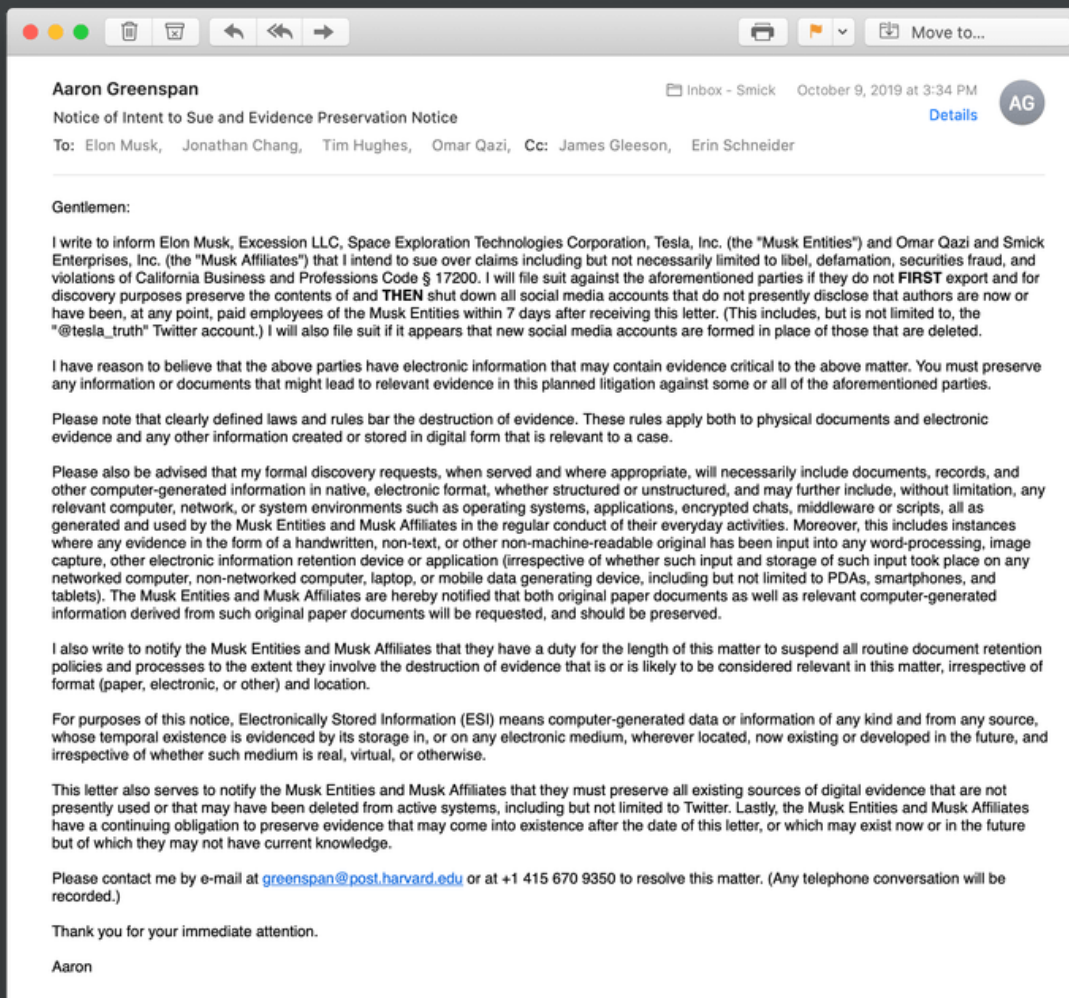 Move to...
Aaron Greenspan
Inbox - Smick October 9, 2019 at 3:34 PM
AG
Notice of Intent to Sue and Evidence Preservation Notice
Details
To: Elon Musk, Jonathan Chang, Tim Hughes, Omar Qazi, Cc: James Gleeson, Erin Schneider
Gentlemen:
I write to inform Elon Musk, Excession LLC, Space Exploration Technologies Corporation, Tesla, Inc. (the "Musk Entities") and Omar Qazi and Smick
Enterprises, Inc. (the "Musk Affiliates") that I intend to sue over claims including but not necessarily limited to libel, defamation, securities fraud, and
violations of California Business and Professions Code § 17200. I will file suit against the aforementioned parties if they do not FIRST export and for
discovery purposes preserve the contents of and THEN shut down all social media accounts that do not presently disclose that authors are now or
have been, at any point, paid employees of the Musk Entities within 7 days after receiving this letter. (This includes, but is not limited to, the
"@tesla_truth" Twitter account.) I will also file suit if it appears that new social media accounts are formed in place of those that are deleted.
I have reason to believe that the above parties have electronic information that may contain evidence critical to the above matter. You must preserve
any information or documents that might lead to relevant evidence in this planned litigation against some or all of the aforementioned parties.
Please note that clearly defined laws and rules bar the destruction of evidence. These rules apply both to physical documents and electronic
evidence and any other information created or stored in digital form that is relevant to a case.
Please also be advised that my formal discovery requests, when served and where appropriate, will necessarily include documents, records, and
other computer-generated information in native, electronic format, whether structured or unstructured, and may further include, without limitation, any
relevant computer, network, or system environments such as operating systems, applications, encrypted chats, middleware or scripts, all as
generated and used by the Musk Entities and Musk Affiliates in the regular conduct of their everyday activities. Moreover, this includes instances
where any evidence in the form of a handwritten, non-text, or other non-machine-readable original has been input into any word-processing, image
capture, other electronic information retention device or application (irrespective of whether such input and storage of such input took place on any
networked computer, non-networked computer, laptop, or mobile data generating device, including but not limited to PDAs, smartphones, and
tablets). The Musk Entities and Musk Affiliates are hereby notified that both original paper documents as well as relevant computer-generated
information derived from such original paper documents will be requested, and should be preserved.
I also write to notify the Musk Entities and Musk Affiliates that they have a duty for the length of this matter to suspend all routine document retention
policies and processes to the extent they involve the destruction of evidence that is or is likely to be considered relevant in this matter, irrespective of
format (paper, electronic, or other) and location.
For purposes of this notice, Electronically Stored Information (ESI) means computer-generated data or information of any kind and from any source,
whose temporal existence is evidenced by its storage in, or on any electronic medium, wherever located, now existing or developed in the future, and
irrespective of whether such medium is real, virtual, or otherwise.
This letter also serves to notify the Musk Entities and Musk Affiliates that they must preserve all existing sources of digital evidence that are not
presently used or that may have been deleted from active systems, including but not limited to Twitter. Lastly, the Musk Entities and Musk Affiliates
have a continuing obligation to preserve evidence that may come into existence after the date of this letter, or which may exist now or in the future
but of which they may not have current knowledge.
Please contact me by e-mail at greenspan@post.harvard.edu or at +1 415 670 9350 to resolve this matter. (Any telephone conversation will be
recorded.)
Thank you for your immediate attention.
Aaron